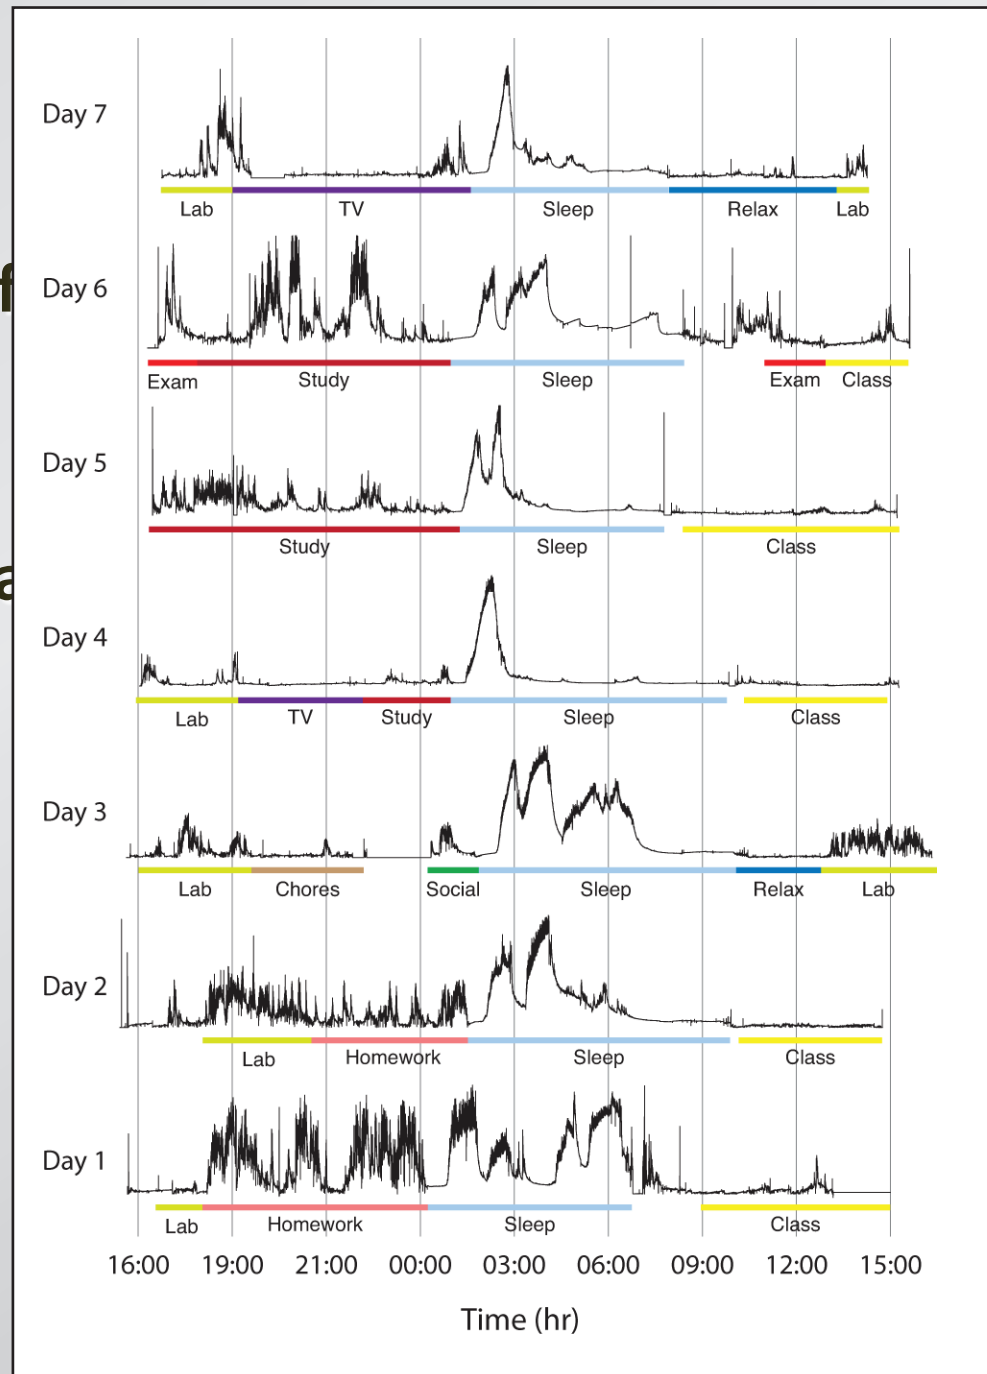 Day 7
Lab TV Sleep Relax Lab
f
Day 6
Exam Study Sleep Exam Class
Day 5
Study Sleep Class
a
Day 4
Lab TV Study Sleep Class
Day 3
Lab Chores Social Sleep Relax Lab
Day 2
Lab Homework Sleep Class
Day 1
Lab Homework Sleep Class
16:00 19:00 21:00 00:00 03:00 06:00 09:00 12:00 15:00
Time (hr)